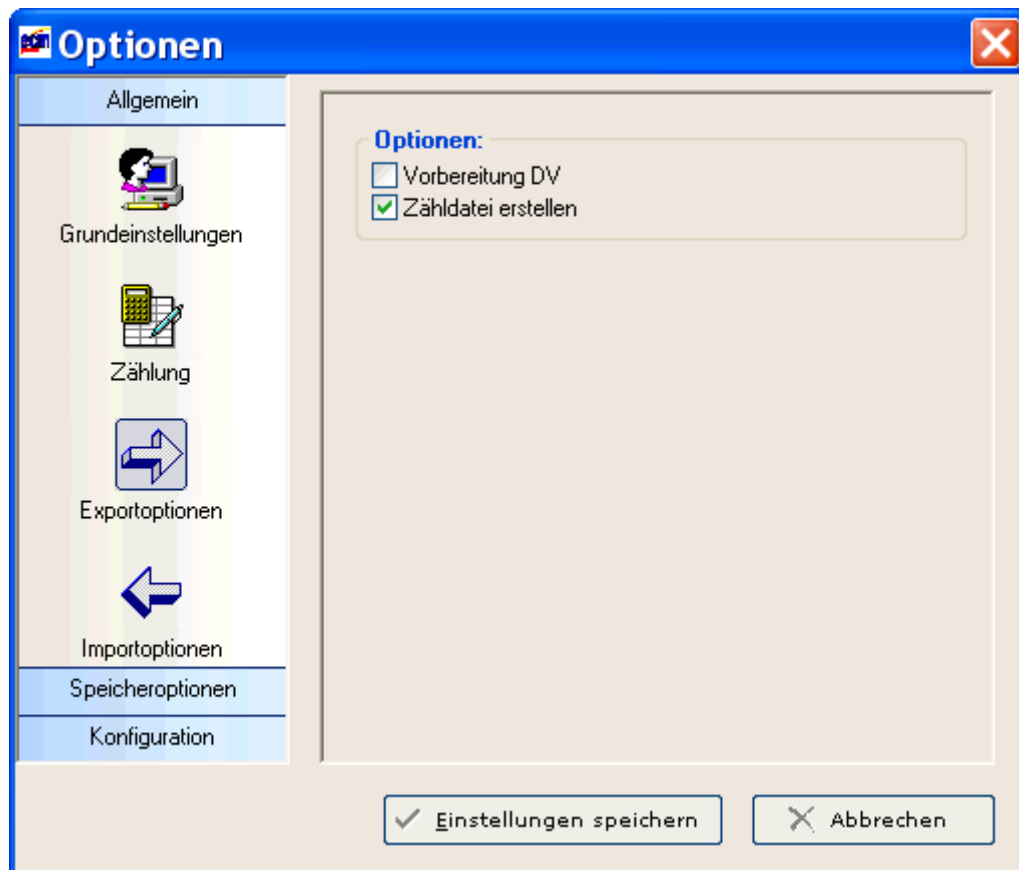 Optionen
Allgemein
Grundeinstellungen
Zählung
Exportoptionen
Importoptionen
Speicheroptionen
Konfiguration
Optionen:
Vorbereitung DV
Zähldatei erstellen
Einstellungen speichern
Abbrechen